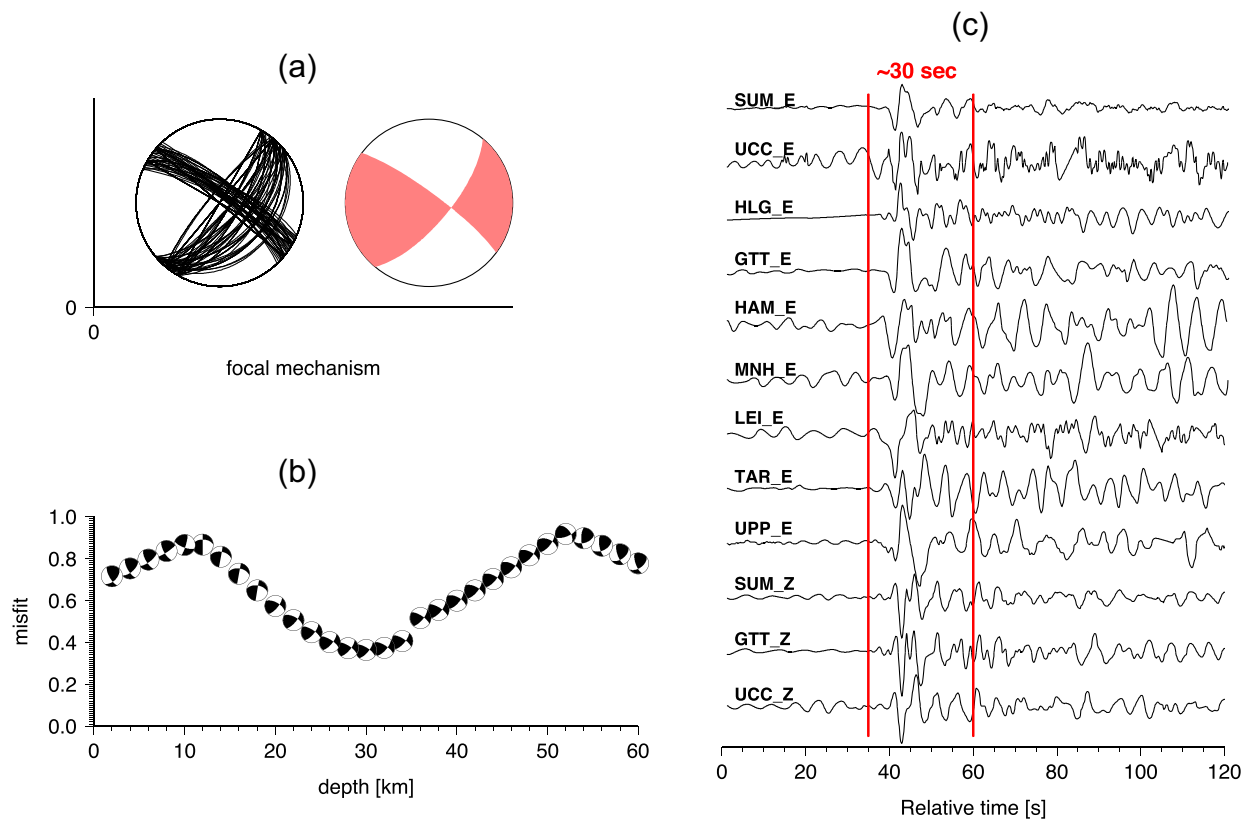 (a)
0
0
focal mechanism
(b)
1.0
0.8
0.6
0.4
0.2
0.0
misfit
0 10 20 30 40 50 60
depth [km]
(c)
~30 sec
SUM_E
UCC_E
HLG_E
GTT_E
HAM_E
MNH_E
LEI_E
TAR_E
UPP_E
SUM_Z
GTT_Z
UCC_Z
0 20 40 60 80 100 120
Relative time [s]